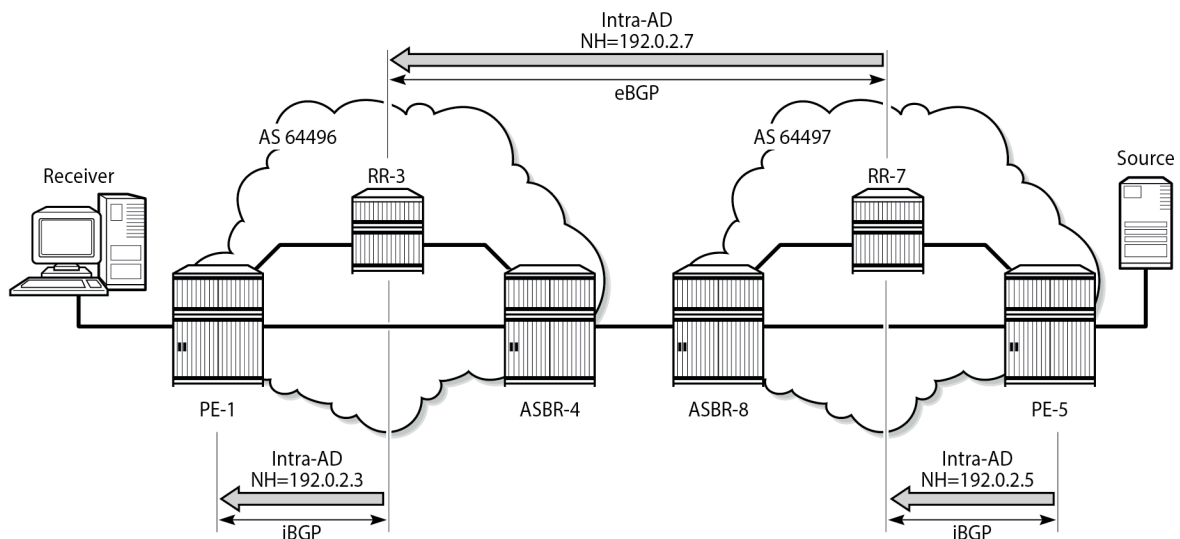 Intra-AD
NH=192.0.2.7
eBGP
AS 64496
AS 64497
Receiver
RR-3
RR-7
Source
PE-1
ASBR-4
ASBR-8
PE-5
Intra-AD
NH=192.0.2.3
iBGP
Intra-AD
NH=192.0.2.5
iBGP